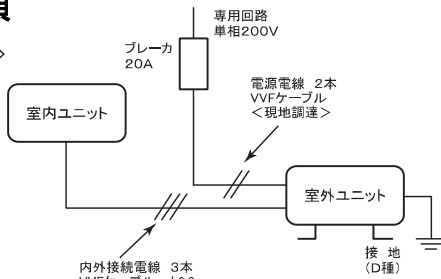 専用回路
単相200V
ブレーカ
20A
電源電線 2本
VVFケーブル
<現地調達>
室内ユニット
室外ユニット
接 地
(D種)
内外接続電線 3本